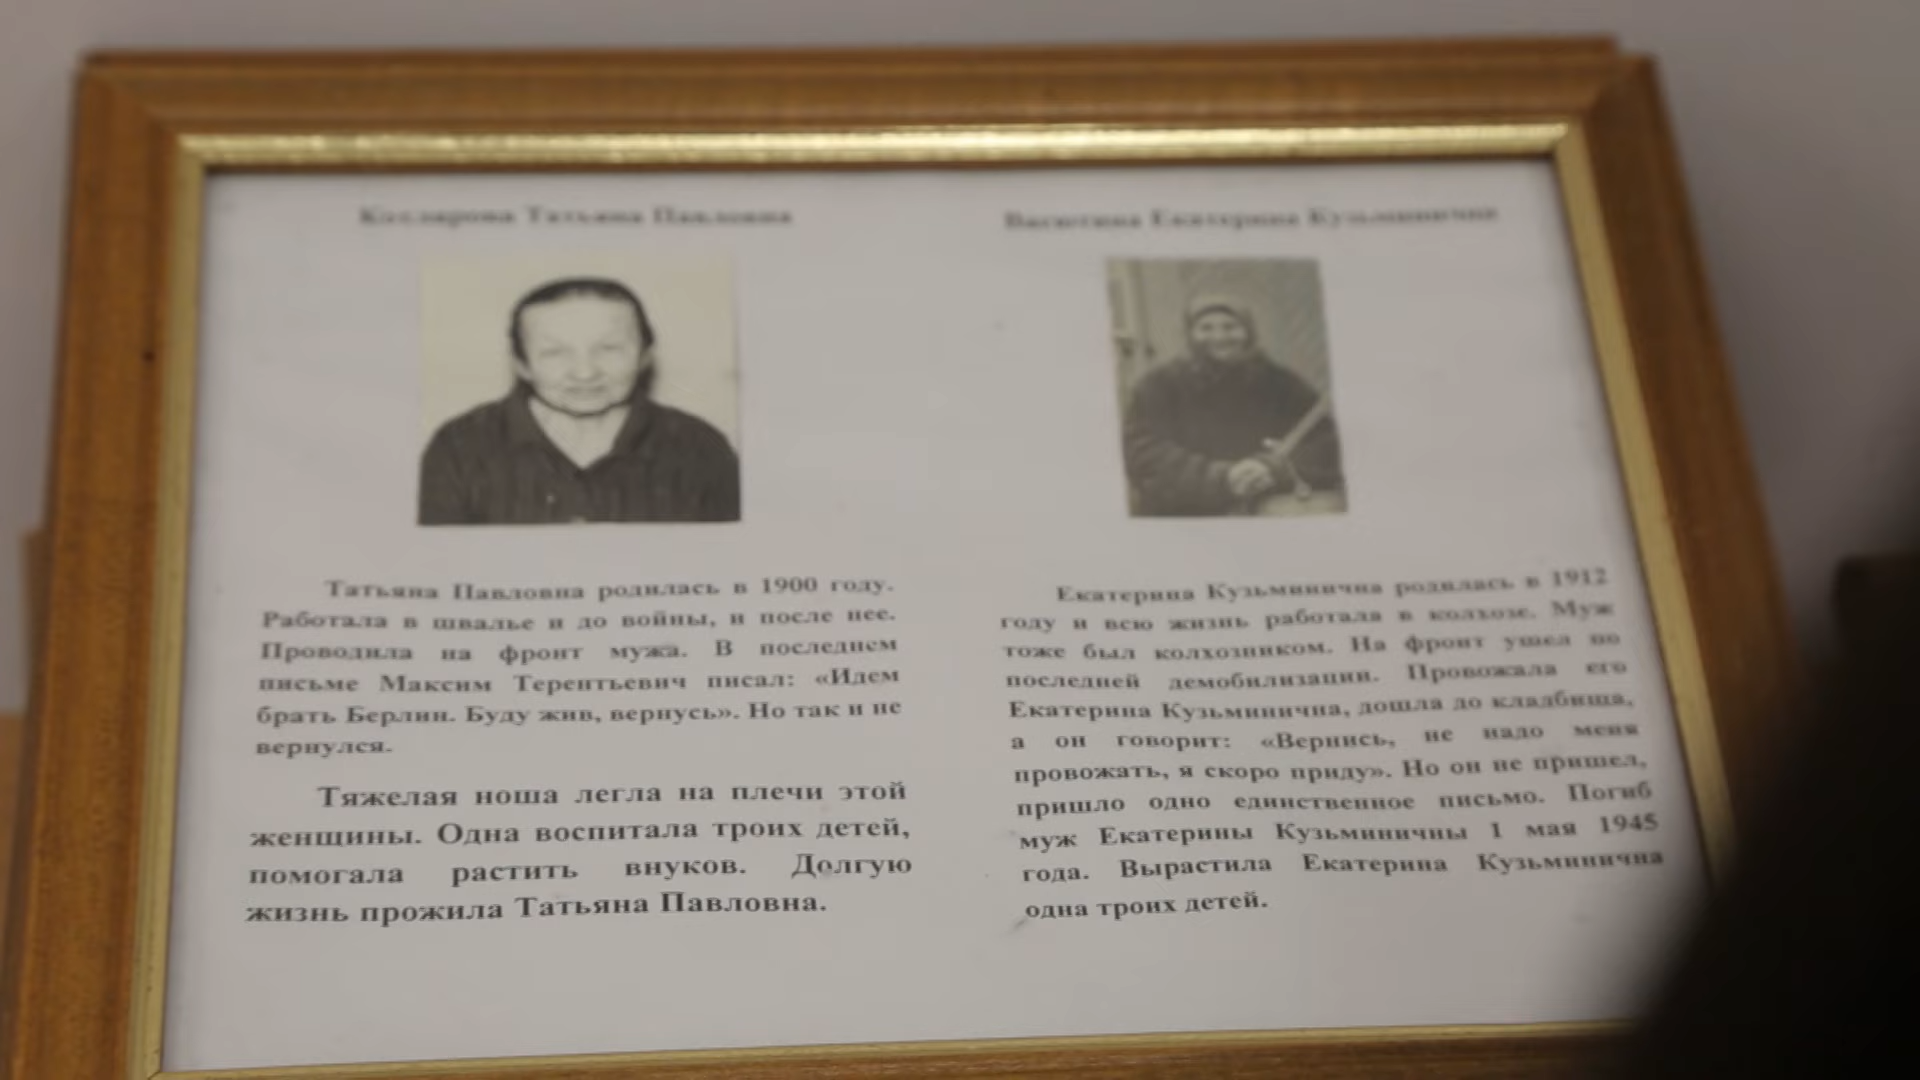 Татьяна Павловна
Екатерина Кузьминична
Татьяна Павловна родилась в 1900 году.
Работала в швалье и до войны, и после нее.
Проводила на фронт мужа. В последнем
письме Максим Терентьевич писал: «Идем
брать Берлин. Буду жив, вернусь». Но так и не
вернулся.
Тяжелая ноша легла на плечи этой
женщины. Одна воспитала троих детей,
помогала растить внуков. Долгую
жизнь прожила Татьяна Павловна.
Екатерина Кузьминична родилась в 1912
году и всю жизнь работала в колхозе. Муж
тоже был колхозником. На фронт ушел по
последней демобилизации. Провожала его
Екатерина Кузьминична, дошла до кладбища,
а он говорит: «Вернись, не надо меня
провожать, я скоро приду». Но он не пришел,
пришло одно единственное письмо. Погиб
муж Екатерины Кузьминичны 1 мая 1945
года. Вырастила Екатерина Кузьминична
одна троих детей.